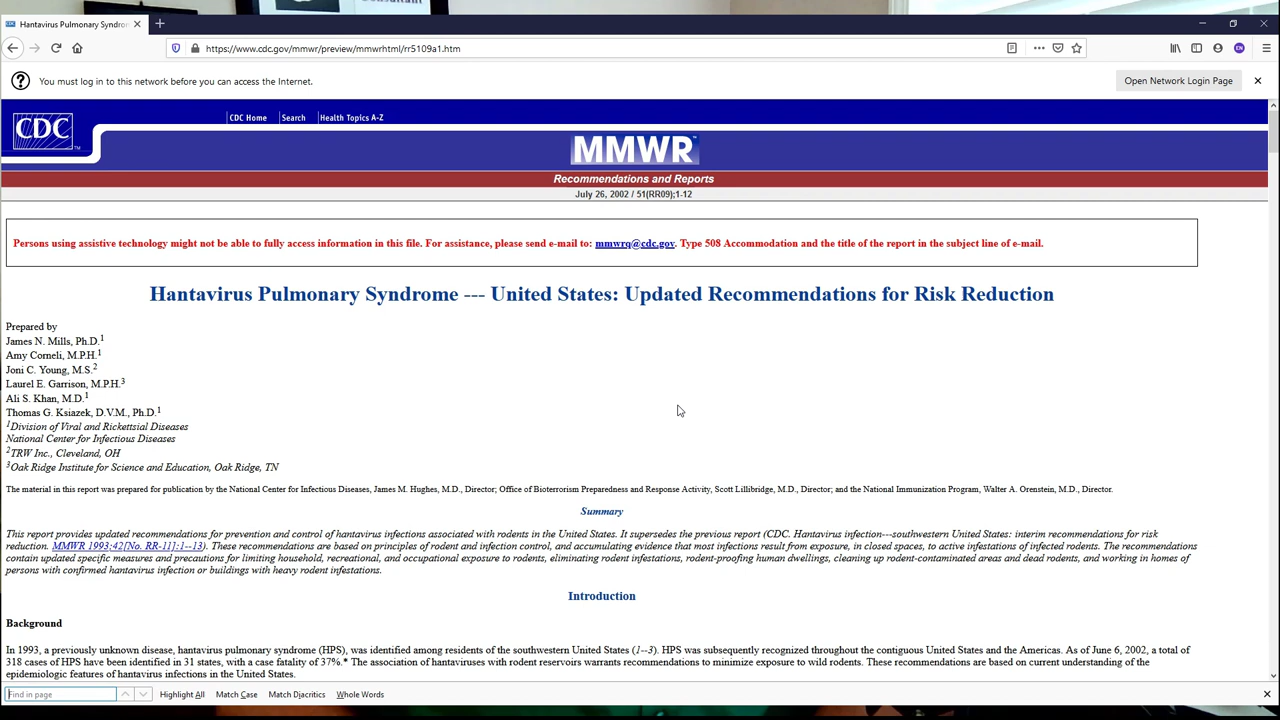 onsultant
Hantavirus Pulmonary Syndrom
https://www.cdc.gov/mmwr/preview/mmwrhtml/rr5109a1.htm
EN
You must log in to this network before you can access the Internet.
Open Network Login Page
CDC
TM
CDC Home
Search
Health Topics A-Z
MMWR
Recommendations and Reports
July 26, 2002 / 51(RR09);1-12
Persons using assistive technology might not be able to fully access information in this file. For assistance, please send e-mail to: mmwrq@cdc.gov. Type 508 Accommodation and the title of the report in the subject line of e-mail.
Hantavirus Pulmonary Syndrome --- United States: Updated Recommendations for Risk Reduction
Prepared by
James N. Mills, Ph.D.1
Amy Corneli, M.P.H.1
Joni C. Young, M.S.2
Laurel E. Garrison, M.P.H.3
Ali S. Khan, M.D.1
Thomas G. Ksiazek, D.V.M., Ph.D.1
1Division of Viral and Rickettsial Diseases
National Center for Infectious Diseases
2TRW Inc., Cleveland, OH
3Oak Ridge Institute for Science and Education, Oak Ridge, TN
The material in this report was prepared for publication by the National Center for Infectious Diseases, James M. Hughes, M.D., Director; Office of Bioterrorism Preparedness and Response Activity, Scott Lillibridge, M.D., Director; and the National Immunization Program, Walter A. Orenstein, M.D., Director.
Summary
This report provides updated recommendations for prevention and control of hantavirus infections associated with rodents in the United States. It supersedes the previous report (CDC. Hantavirus infection---southwestern United States: interim recommendations for risk
reduction. MMWR 1993;42[No. RR-11]:1--13). These recommendations are based on principles of rodent and infection control, and accumulating evidence that most infections result from exposure, in closed spaces, to active infestations of infected rodents. The recommendations
contain updated specific measures and precautions for limiting household, recreational, and occupational exposure to rodents, eliminating rodent infestations, rodent-proofing human dwellings, cleaning up rodent-contaminated areas and dead rodents, and working in homes of
persons with confirmed hantavirus infection or buildings with heavy rodent infestations.
Introduction
Background
In 1993, a previously unknown disease, hantavirus pulmonary syndrome (HPS), was identified among residents of the southwestern United States (1--3). HPS was subsequently recognized throughout the contiguous United States and the Americas. As of June 6, 2002, a total of
318 cases of HPS have been identified in 31 states, with a case fatality of 37%.* The association of hantaviruses with rodent reservoirs warrants recommendations to minimize exposure to wild rodents. These recommendations are based on current understanding of the
epidemiologic features of hantavirus infections in the United States.
Find in page
Highlight All
Match Case
Match Diacritics
Whole Words